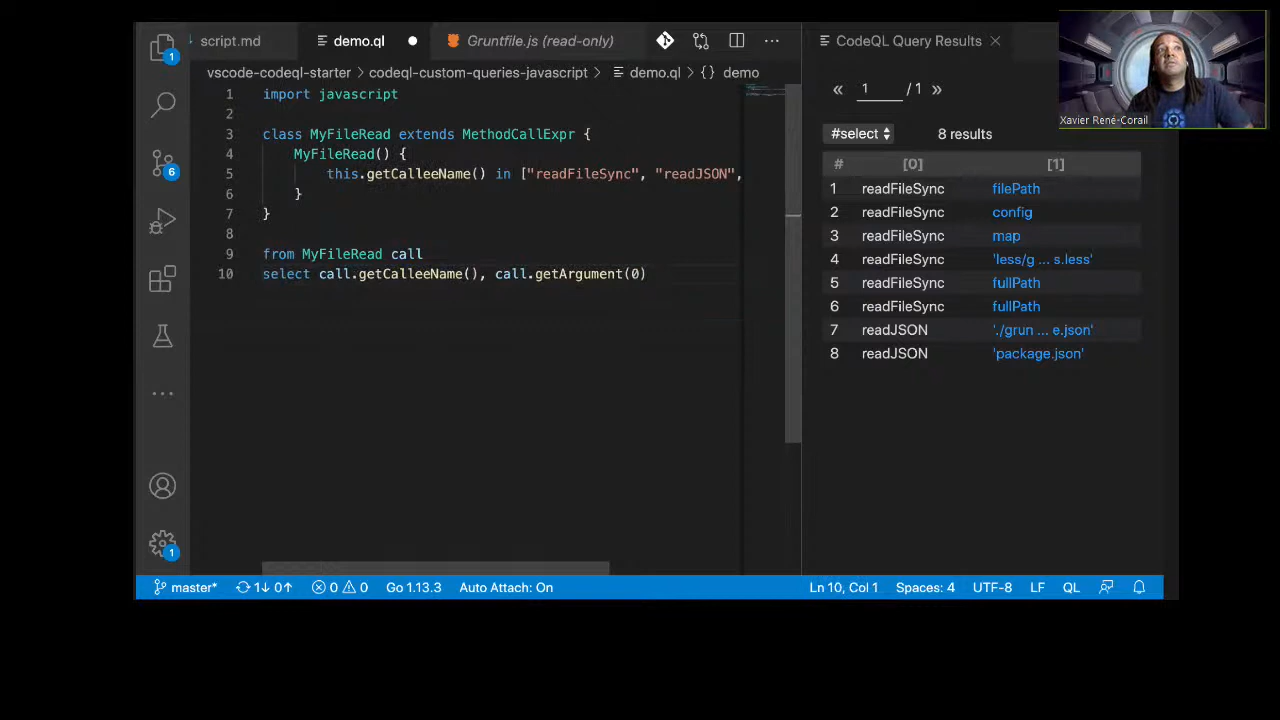 script.md
demo.ql
Gruntfile.js (read-only)
CodeQL Query Results
vscode-codeql-starter
codeql-custom-queries-javascript
demo.ql
{} demo
1 import javascript
2
3 class MyFileRead extends MethodCallExpr {
4 MyFileRead() {
5 this.getCalleeName() in ["readFileSync", "readJSON",
6 }
7 }
8
9 from MyFileRead call
10 select call.getCalleeName(), call.getArgument(0)
1
6
1
« 1 / 1 »
#select 8 results
# [0] [1]
1 readFileSync filePath
2 readFileSync config
3 readFileSync map
4 readFileSync 'less/g ... s.less'
5 readFileSync fullPath
6 readFileSync fullPath
7 readJSON './grun ... e.json'
8 readJSON 'package.json'
Xavier René-Corail
master* 1↓ 0↑ 0 0 Go 1.13.3 Auto Attach: On Ln 10, Col 1 Spaces: 4 UTF-8 LF QL